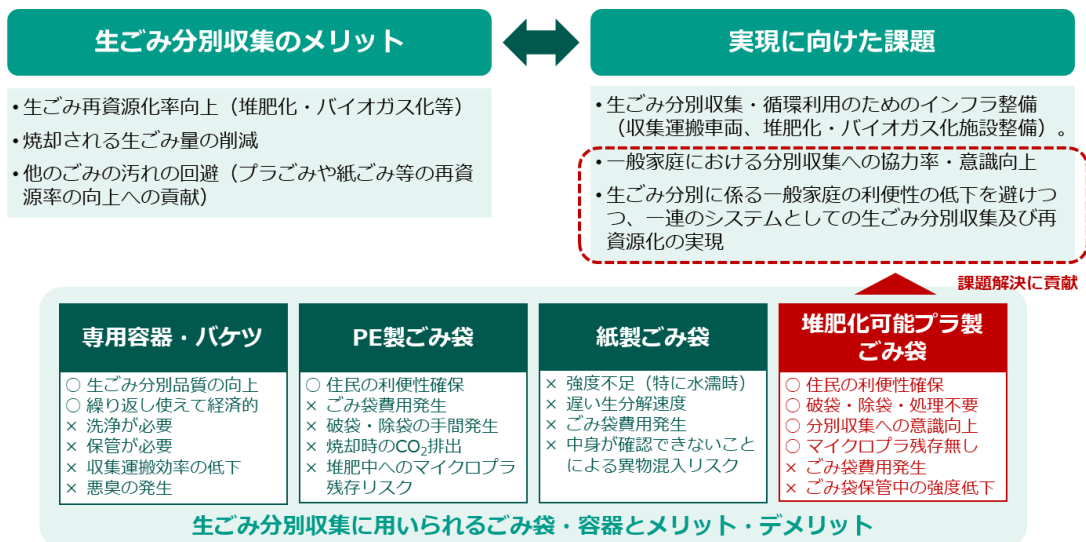 生ごみ分別収集のメリット
実現に向けた課題
• 生ごみ再資源化率向上（堆肥化・バイオガス化等）
• 焼却される生ごみ量の削減
• 他のごみの汚れの回避（プラごみや紙ごみ等の再資
源率の向上への貢献）
• 生ごみ分別収集・循環利用のためのインフラ整備
（収集運搬車両、堆肥化・バイオガス化施設整備）。
• 一般家庭における分別収集への協力率・意識向上
• 生ごみ分別に係る一般家庭の利便性の低下を避けつ
つ、一連のシステムとしての生ごみ分別収集及び再
資源化の実現
課題解決に貢献
専用容器・バケツ
○ 生ごみ分別品質の向上
○ 繰り返し使えて経済的
× 洗浄が必要
× 保管が必要
× 収集運搬効率の低下
× 悪臭の発生
PE製ごみ袋
○ 住民の利便性確保
× ごみ袋費用発生
× 破袋・除袋の手間発生
× 焼却時のCO₂排出
× 堆肥中へのマイクロプラ
残存リスク
紙製ごみ袋
× 強度不足（特に水濡時）
× 遅い生分解速度
× ごみ袋費用発生
× 中身が確認できないこと
による異物混入リスク
堆肥化可能プラ製
ごみ袋
○ 住民の利便性確保
○ 破袋・除袋・処理不要
○ 分別収集への意識向上
○ マイクロプラ残存無し
× ごみ袋費用発生
× ごみ袋保管中の強度低下
生ごみ分別収集に用いられるごみ袋・容器とメリット・デメリット